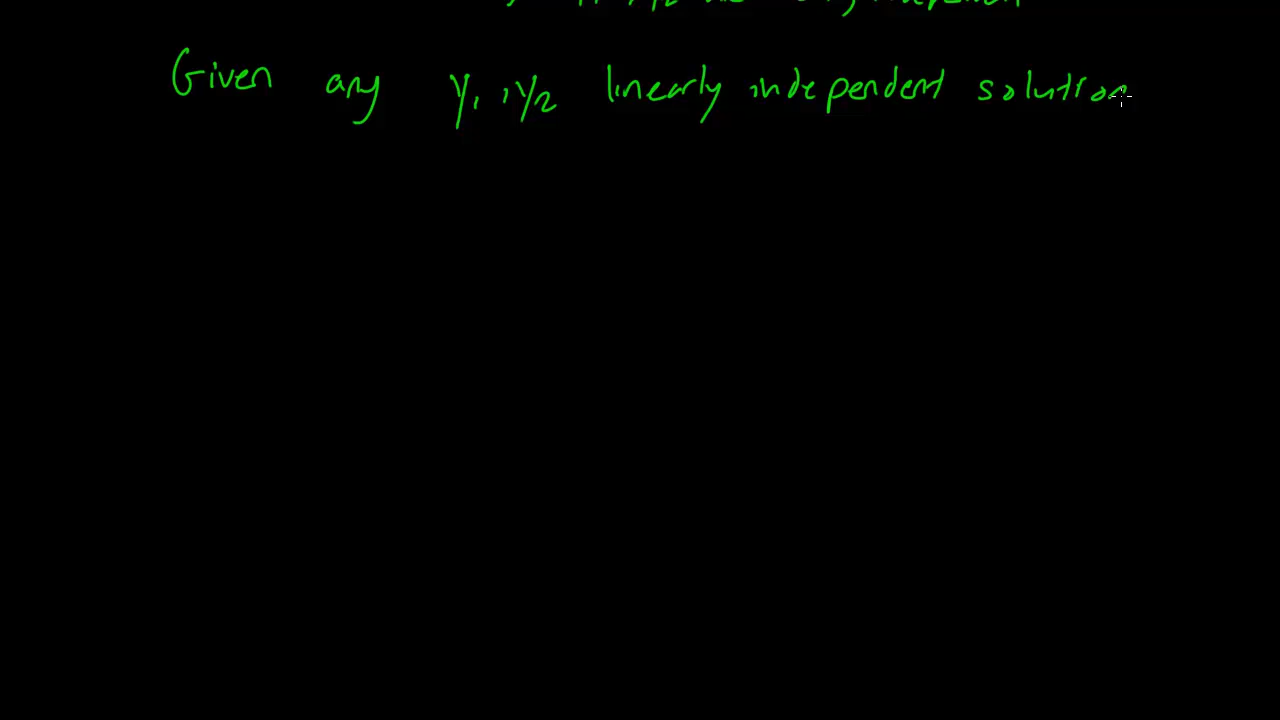 Given any y₁, y₂ linearly independent solution